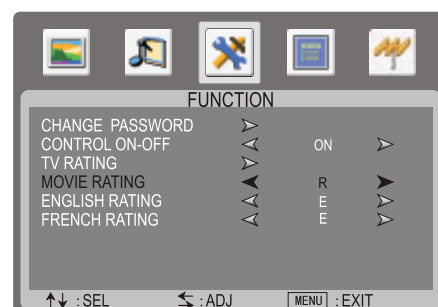 FUNCTION
CHANGE PASSWORD
CONTROL ON-OFF ON
TV RATING
MOVIE RATING R
ENGLISH RATING E
FRENCH RATING E
: SEL : ADJ MENU : EXIT